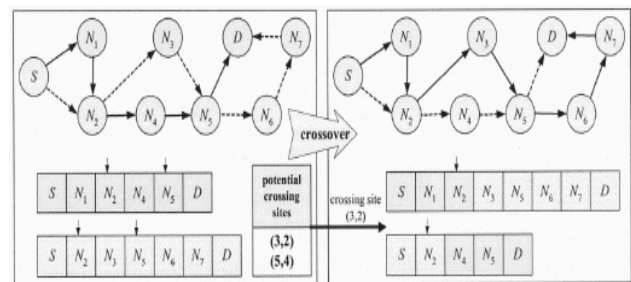 N1 N3 D N7
S
N2 N4 N5 N6
crossover
N1 N3 D N7
S
N2 N4 N5 N6
S N1 N2 N4 N5 D
S N2 N3 N5 N6 N7 D
potential
crossing
sites
(3,2)
(5,4)
crossing site
(3,2)
S N1 N2 N3 N5 N6 N7 D
S N2 N4 N5 D